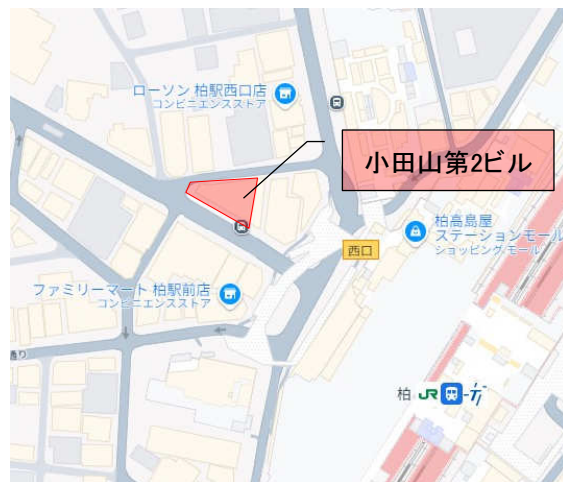 ローソン 柏駅西口店
コンビニエンスストア
小田山第2ビル
柏高島屋
ステーションモール
ショッピング モール
西口
ファミリーマート 柏駅前店
コンビニエンスストア
通り
柏 JR